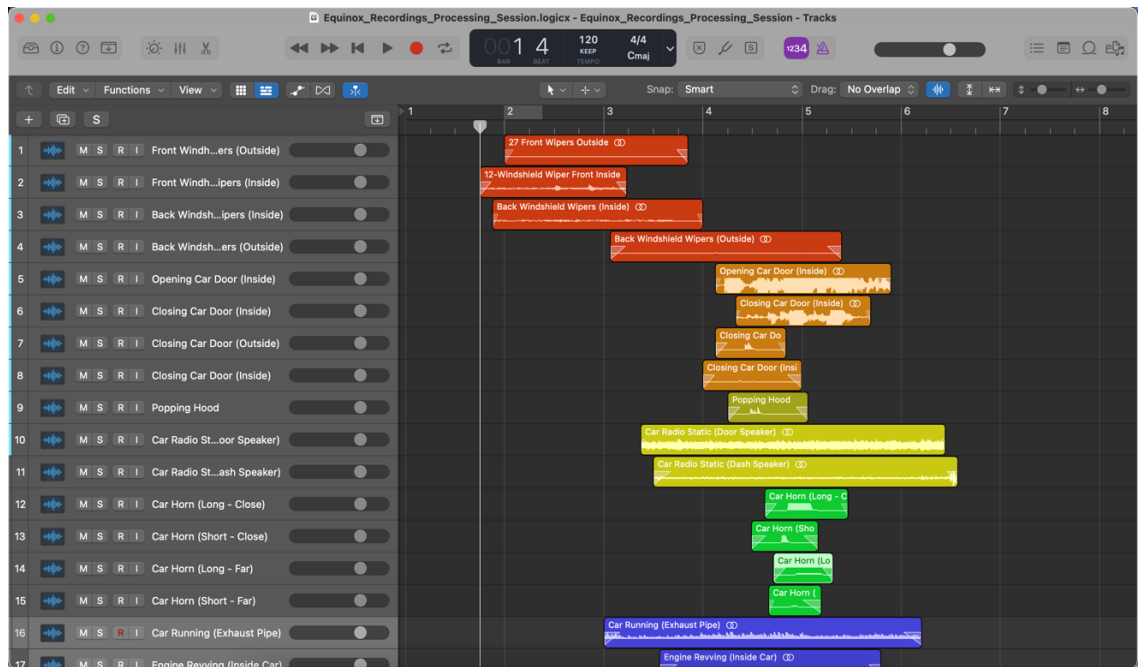 Equinox_Recordings_Processing_Session.logicx - Equinox_Recordings_Processing_Session - Tracks
001 4 120 4/4
KEEP Cmaj
BAR BEAT TEMPO
S 1234
Edit Functions View Snap: Smart Drag: No Overlap
S 1 2 3 4 5 6 7 8
1 M S R I Front Windh...ers (Outside) 27 Front Wipers Outside
2 M S R I Front Windh...ipers (Inside) 12-Windshield Wiper Front Inside
3 M S R I Back Windsh...ipers (Inside) Back Windshield Wipers (Inside)
4 M S R I Back Windsh...ers (Outside) Back Windshield Wipers (Outside)
5 M S R I Opening Car Door (Inside) Opening Car Door (Inside)
6 M S R I Closing Car Door (Inside) Closing Car Door (Inside)
7 M S R I Closing Car Door (Outside) Closing Car Do
8 M S R I Closing Car Door (Inside) Closing Car Door (Insi
9 M S R I Popping Hood Popping Hood
10 M S R I Car Radio St...oor Speaker) Car Radio Static (Door Speaker)
11 M S R I Car Radio St...ash Speaker) Car Radio Static (Dash Speaker)
12 M S R I Car Horn (Long - Close) Car Horn (Long - C
13 M S R I Car Horn (Short - Close) Car Horn (Sho
14 M S R I Car Horn (Long - Far) Car Horn (Lo
15 M S R I Car Horn (Short - Far) Car Horn (
16 M S R I Car Running (Exhaust Pipe) Car Running (Exhaust Pipe)
17 M S R I Engine Revving (Inside Car) Engine Revving (Inside Car)